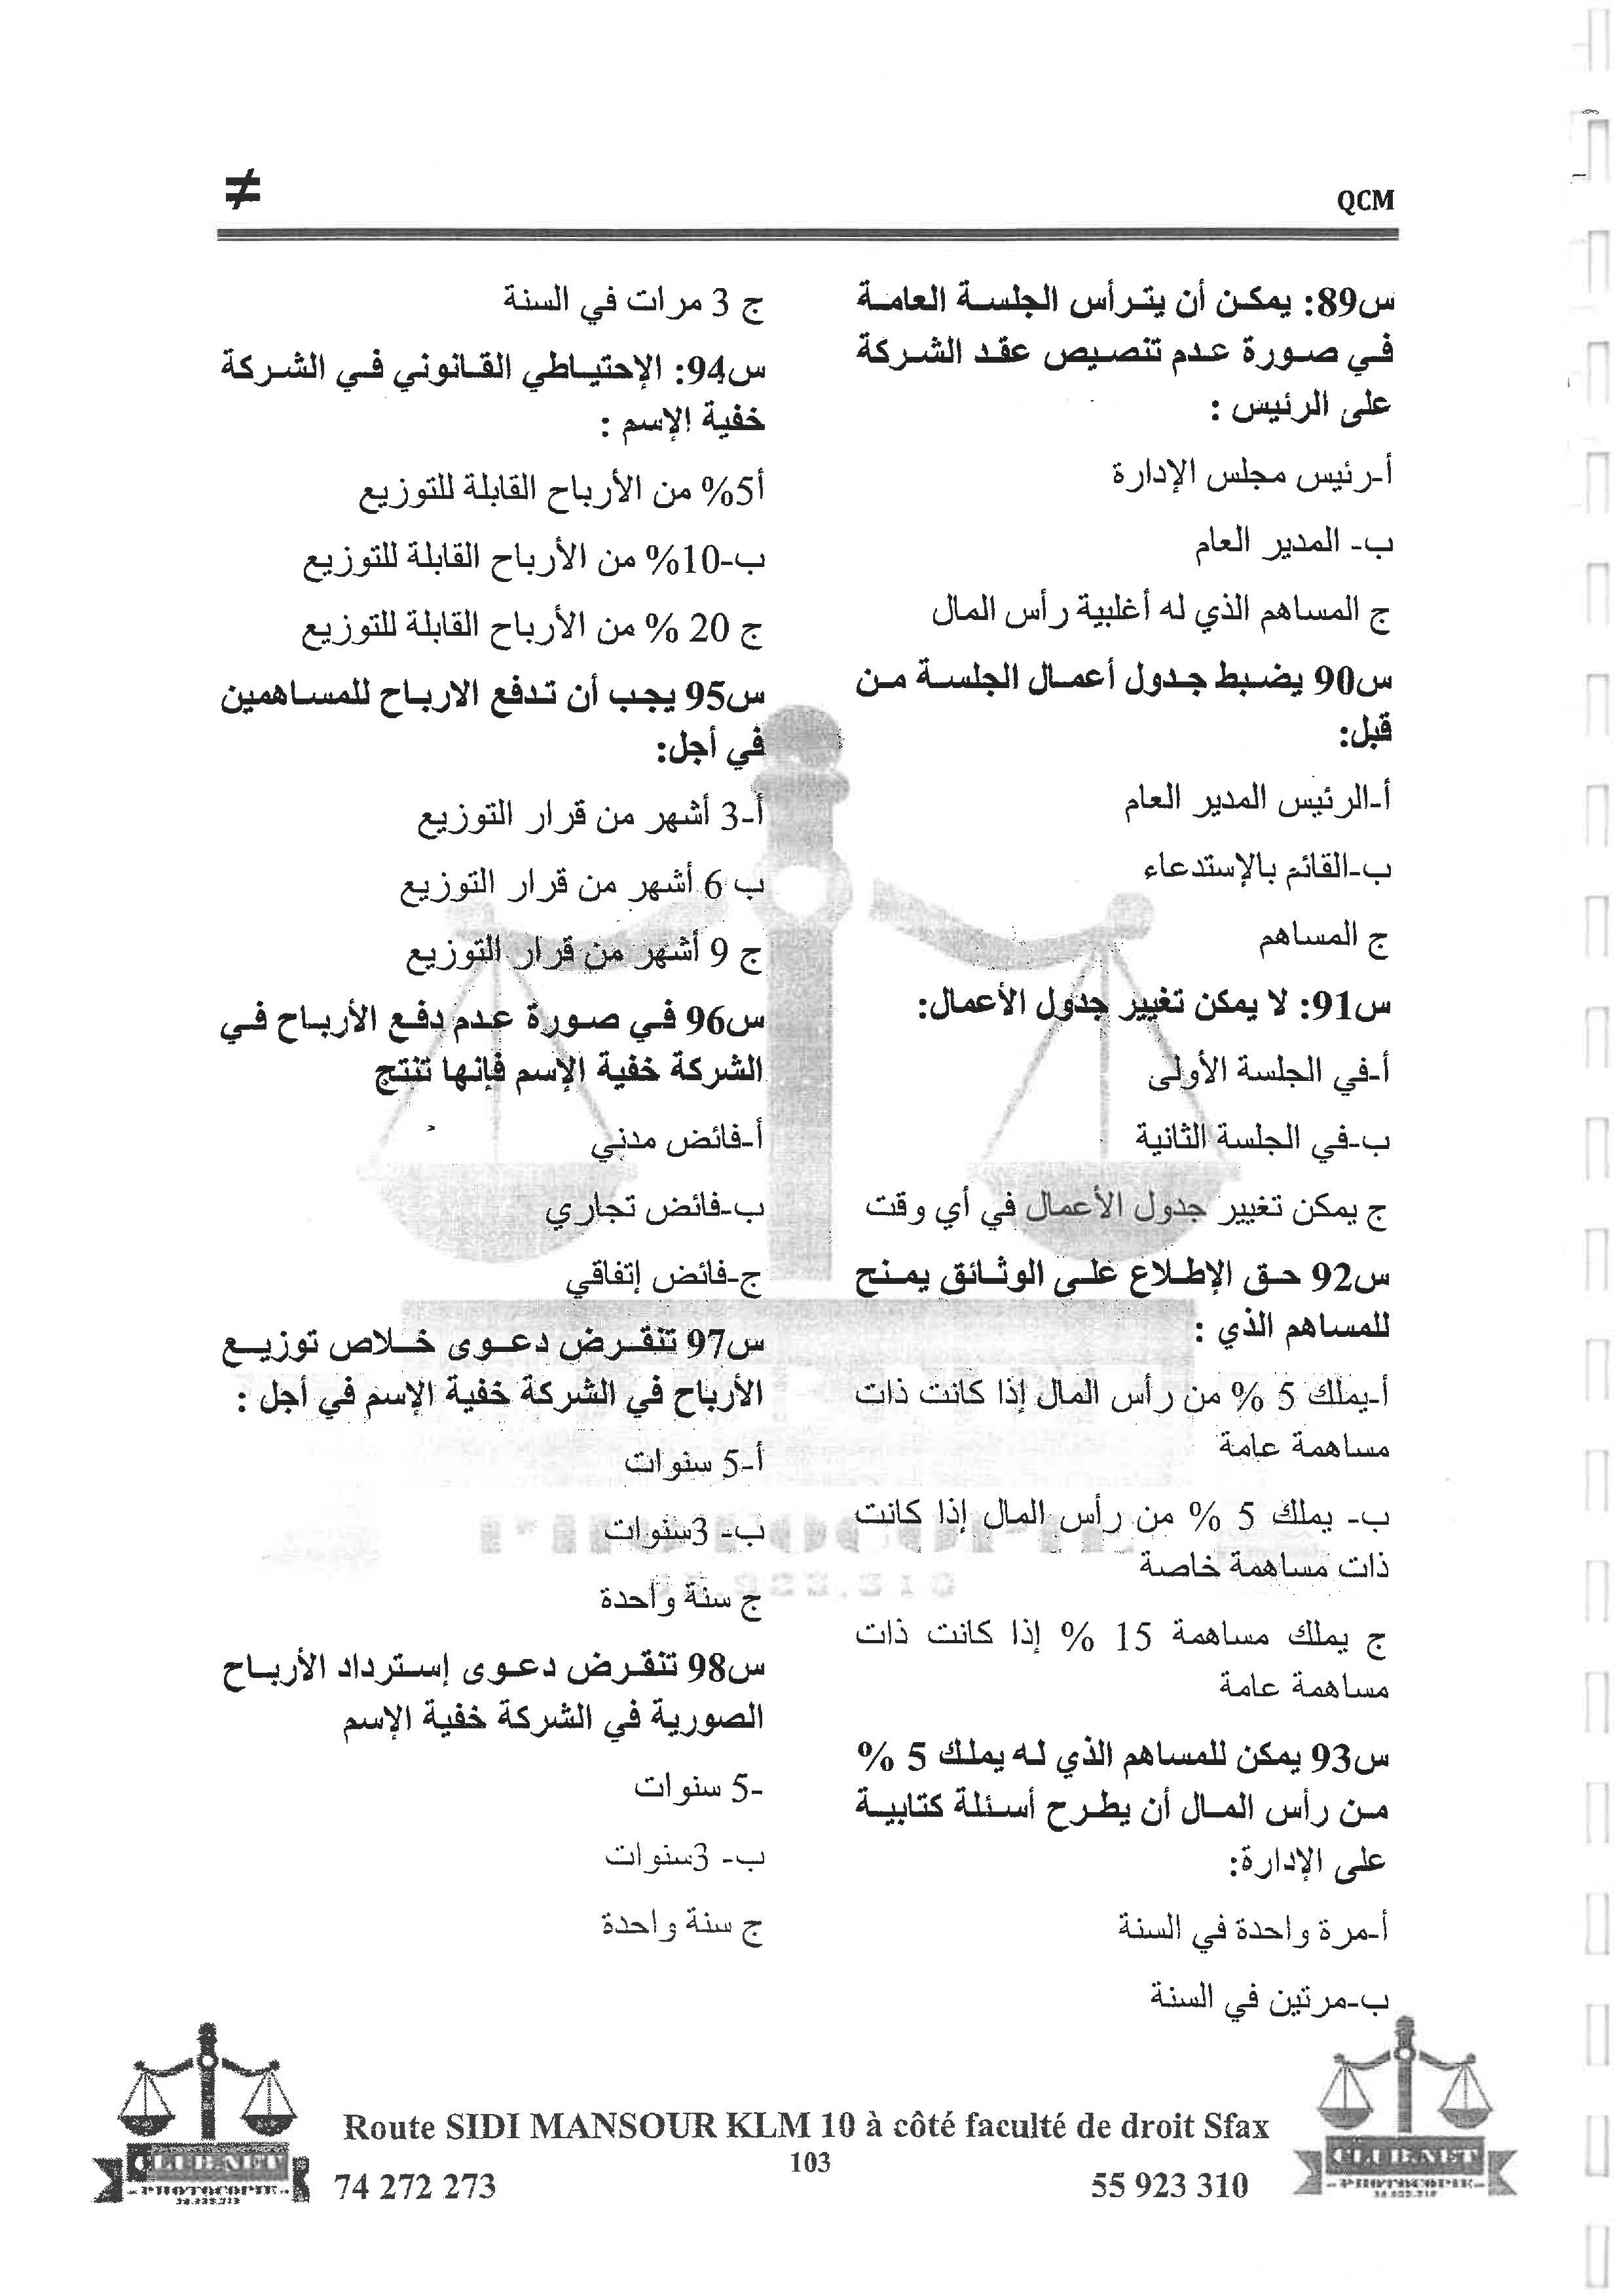 ≠
QCM
س89: يمكن أن يترأس الجلسة العامة
في صورة عدم تنصيص عقد الشركة
على الرئيس :
أ-رئيس مجلس الإدارة
ب- المدير العام
ج المساهم الذي له أغلبية رأس المال
س90 يضبط جدول أعمال الجلسة من
قبل:
أ-الرئيس المدير العام
ب-القائم بالإستدعاء
ج المساهم
س91: لا يمكن تغيير جدول الأعمال:
أ-في الجلسة الأولى
ب-في الجلسة الثانية
ج يمكن تغيير جدول الأعمال في أي وقت
س92 حق الإطلاع على الوثائق يمنح
للمساهم الذي :
أ-يملك 5 % من رأس المال إذا كانت ذات
مساهمة عامة
ب- يملك 5 % من رأس المال إذا كانت
ذات مساهمة خاصة
ج يملك مساهمة 15 % إذا كانت ذات
مساهمة عامة
س93 يمكن للمساهم الذي له يملك 5 %
من رأس المال أن يطرح أسئلة كتابية
على الإدارة:
أ-مرة واحدة في السنة
ب-مرتين في السنة
ج 3 مرات في السنة
س94: الإحتياطي القانوني في الشركة
خفية الإسم :
أ5% من الأرباح القابلة للتوزيع
ب-10% من الأرباح القابلة للتوزيع
ج 20 % من الأرباح القابلة للتوزيع
س95 يجب أن تدفع الارباح للمساهمين
في أجل:
أ-3 أشهر من قرار التوزيع
ب 6 أشهر من قرار التوزيع
ج 9 أشهر من قرار التوزيع
س96 في صورة عدم دفع الأرباح في
الشركة خفية الإسم فإنها تنتج
أ-فائض مدني
ب-فائض تجاري
ج-فائض إتفاقي
س97 تنقرض دعوى خلاص توزيع
الأرباح في الشركة خفية الإسم في أجل :
أ-5 سنوات
ب- 3سنوات
ج سنة واحدة
س98 تنقرض دعوى إسترداد الأرباح
الصورية في الشركة خفية الإسم
-5 سنوات
ب- 3سنوات
ج سنة واحدة
Route SIDI MANSOUR KLM 10 à côté faculté de droit Sfax
103
74 272 273
55 923 310
CLUB.NET
PHOTOCOPIE
CLUB.NET
PHOTOCOPIE